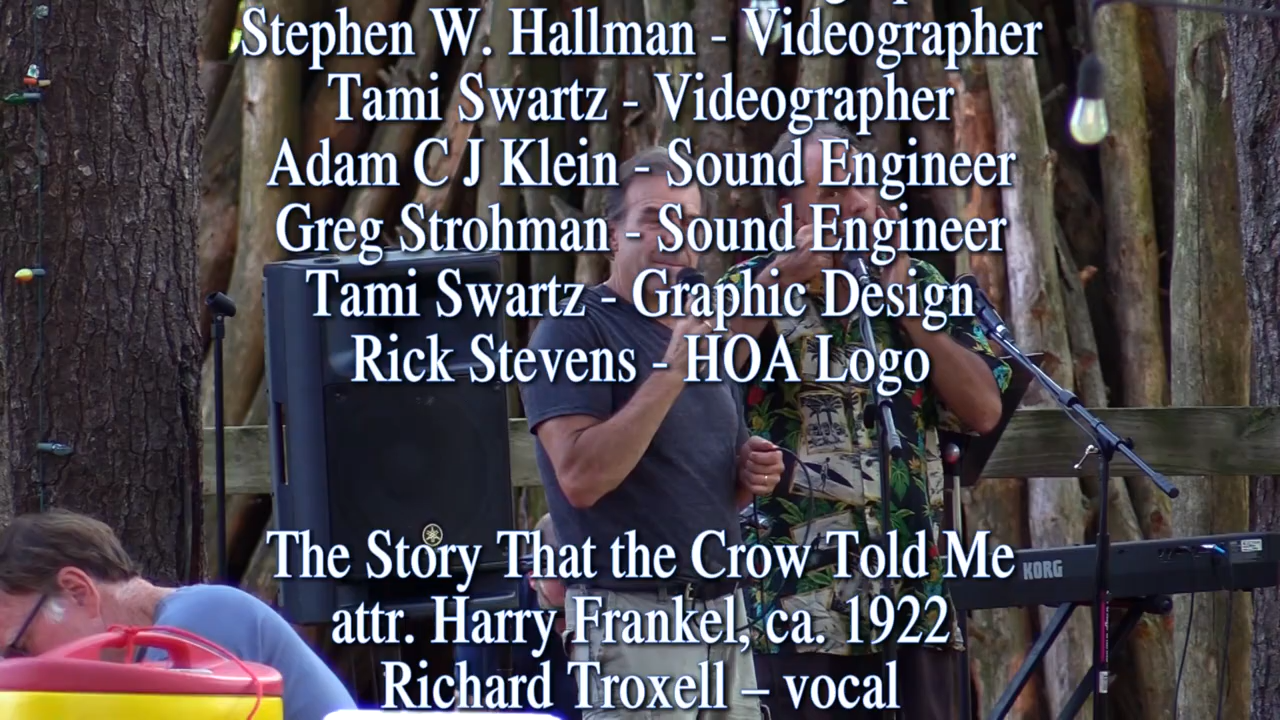 Stephen W. Hallman - Videographer
Tami Swartz - Videographer
Adam C J Klein - Sound Engineer
Greg Strohman - Sound Engineer
Tami Swartz - Graphic Design
Rick Stevens - HOA Logo
The Story That the Crow Told Me
KORG
attr. Harry Frankel, ca. 1922
Richard Troxell – vocal